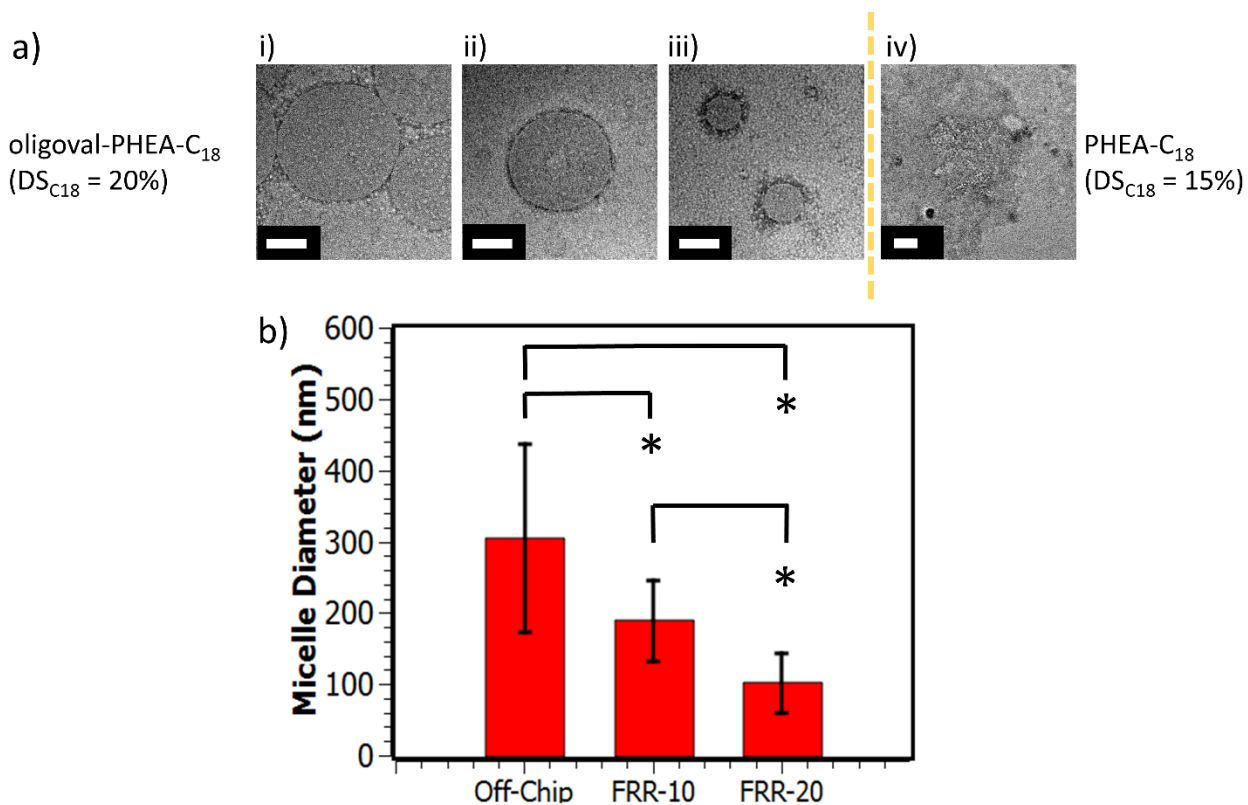 a)
i)
ii)
iii)
iv)
oligoval-PHEA-C18
(DSC18 = 20%)
PHEA-C18
(DSC18 = 15%)
b)
Micelle Diameter (nm)
600
500
400
300
200
100
0
*
*
*
Off-Chip FRR-10 FRR-20